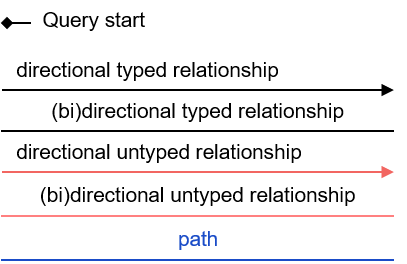 Query start
directional typed relationship
(bi)directional typed relationship
directional untyped relationship
(bi)directional untyped relationship
path